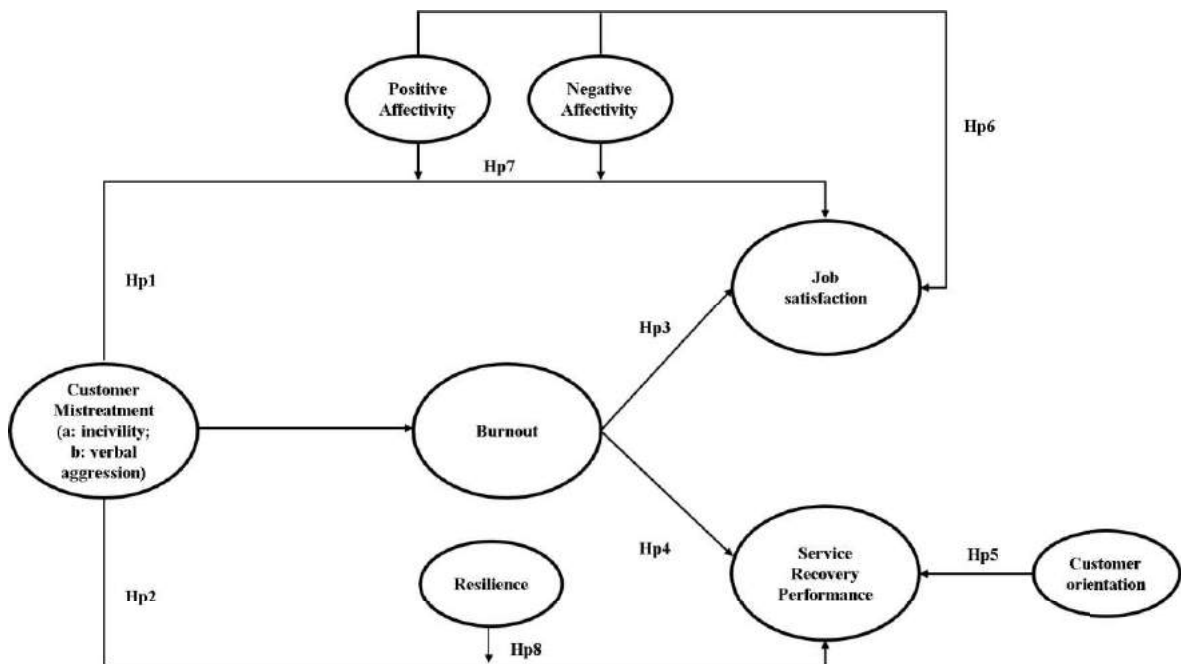 Positive
Affectivity
Negative
Affectivity
Hp6
Hp7
Hp1
Job
satisfaction
Hp3
Customer
Mistreatment
(a: incivility;
b: verbal
aggression)
Burnout
Hp4
Service
Recovery
Performance
Hp5
Customer
orientation
Resilience
Hp2
Hp8